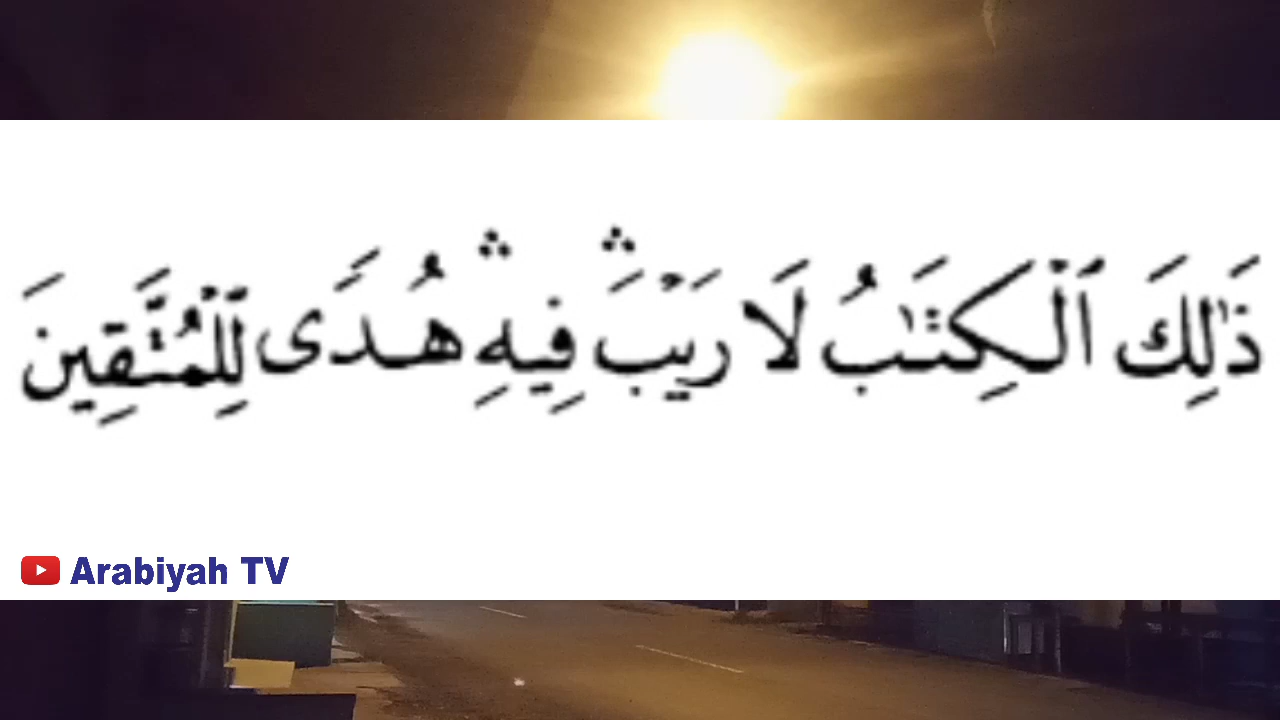 ذَٰلِكَ ٱلْكِتَـٰبُ لَا رَيْبَ ۛ فِيهِ ۛ هُدًى لِّلْمُتَّقِينَ
Arabiyah TV